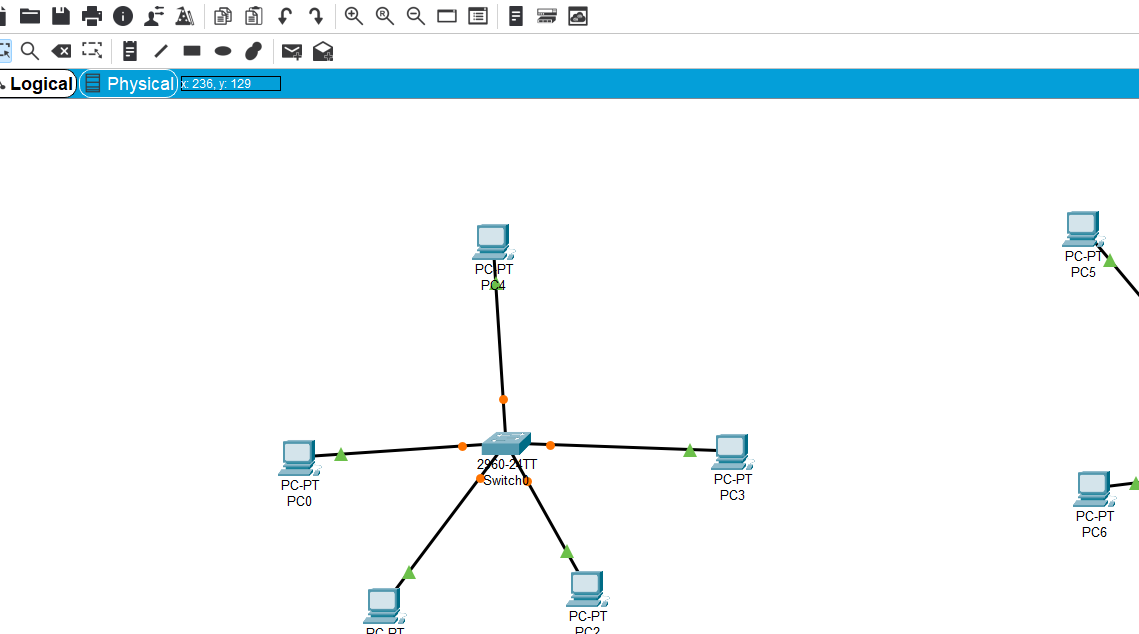 Logical
Physical
x: 236, y: 129
PC-PT
PC4
PC-PT
PC5
2960-24TT
Switch0
PC-PT
PC0
PC-PT
PC3
PC-PT
PC6
PC-PT
PC2
PC-PT